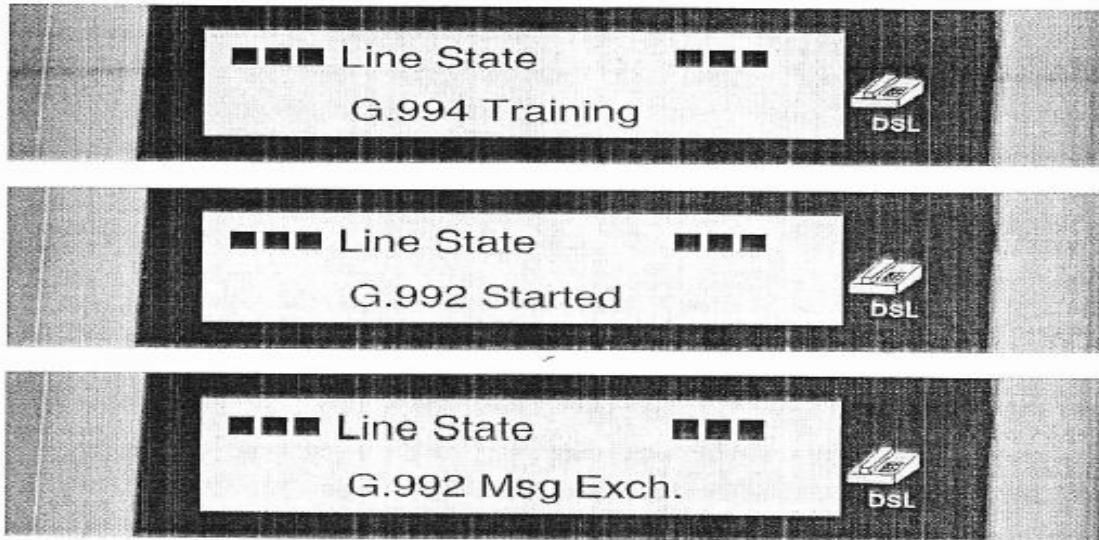 Line State
G.994 Training
DSL
Line State
G.992 Started
DSL
Line State
G.992 Msg Exch.
DSL